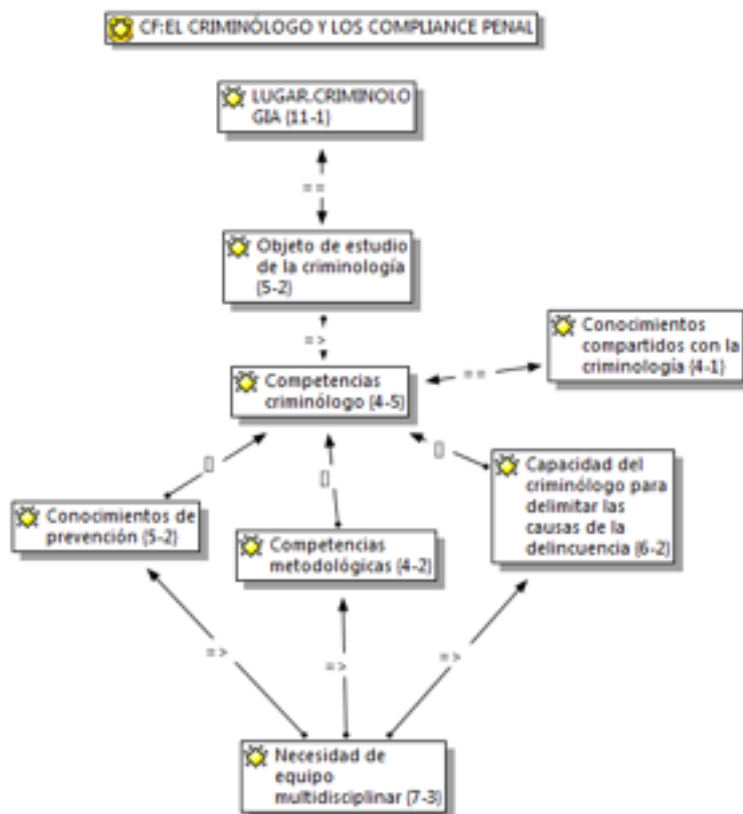 CF:EL CRIMINÓLOGO Y LOS COMPLIANCE PENAL
LUGAR.CRIMINOLO
GIA {11-1}
==
Objeto de estudio
de la criminología
{5-2}
=>
Conocimientos
compartidos con la
criminología {4-1}
==
Competencias
criminólogo {4-5}
[]
[]
[]
Capacidad del
criminólogo para
delimitar las
causas de la
delincuencia {6-2}
Conocimientos de
prevención {5-2}
Competencias
metodológicas {4-2}
=>
=>
=>
Necesidad de
equipo
multidisciplinar {7-3}